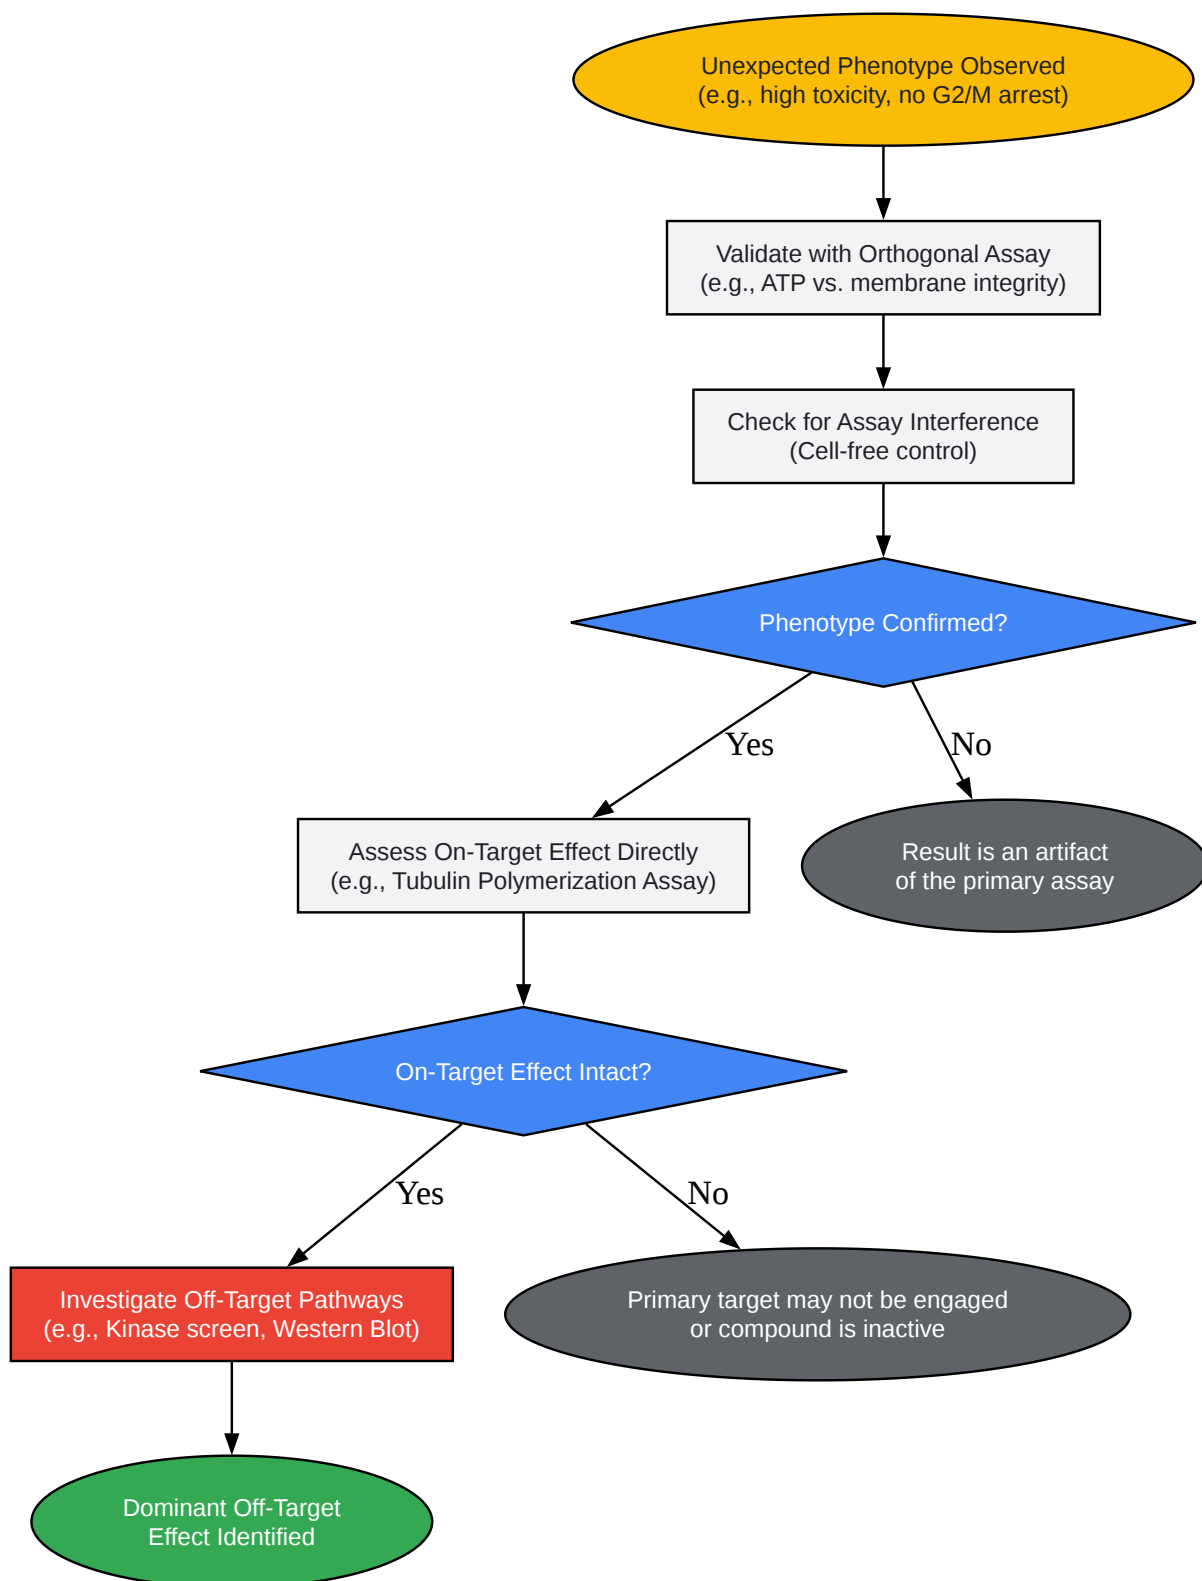 Unexpected Phenotype Observed
(e.g., high toxicity, no G2/M arrest)
Validate with Orthogonal Assay
(e.g., ATP vs. membrane integrity)
Check for Assay Interference
(Cell-free control)
Phenotype Confirmed?
Yes
No
Assess On-Target Effect Directly
(e.g., Tubulin Polymerization Assay)
Result is an artifact
of the primary assay
On-Target Effect Intact?
Yes
No
Investigate Off-Target Pathways
(e.g., Kinase screen, Western Blot)
Primary target may not be engaged
or compound is inactive
Dominant Off-Target
Effect Identified